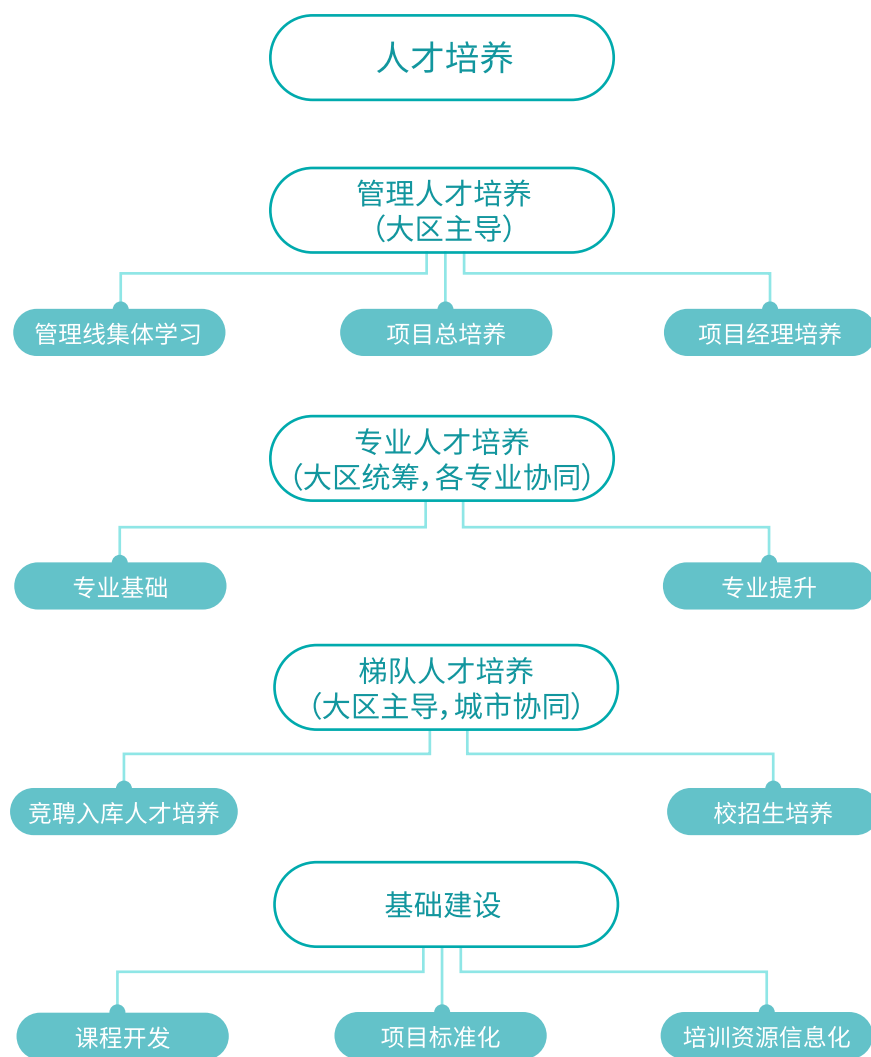 人才培养
管理人才培养
（大区主导）
管理线集体学习
项目总培养
项目经理培养
专业人才培养
（大区统筹，各专业协同）
专业基础
专业提升
梯队人才培养
（大区主导，城市协同）
竞聘入库人才培养
校招生培养
基础建设
课程开发
项目标准化
培训资源信息化